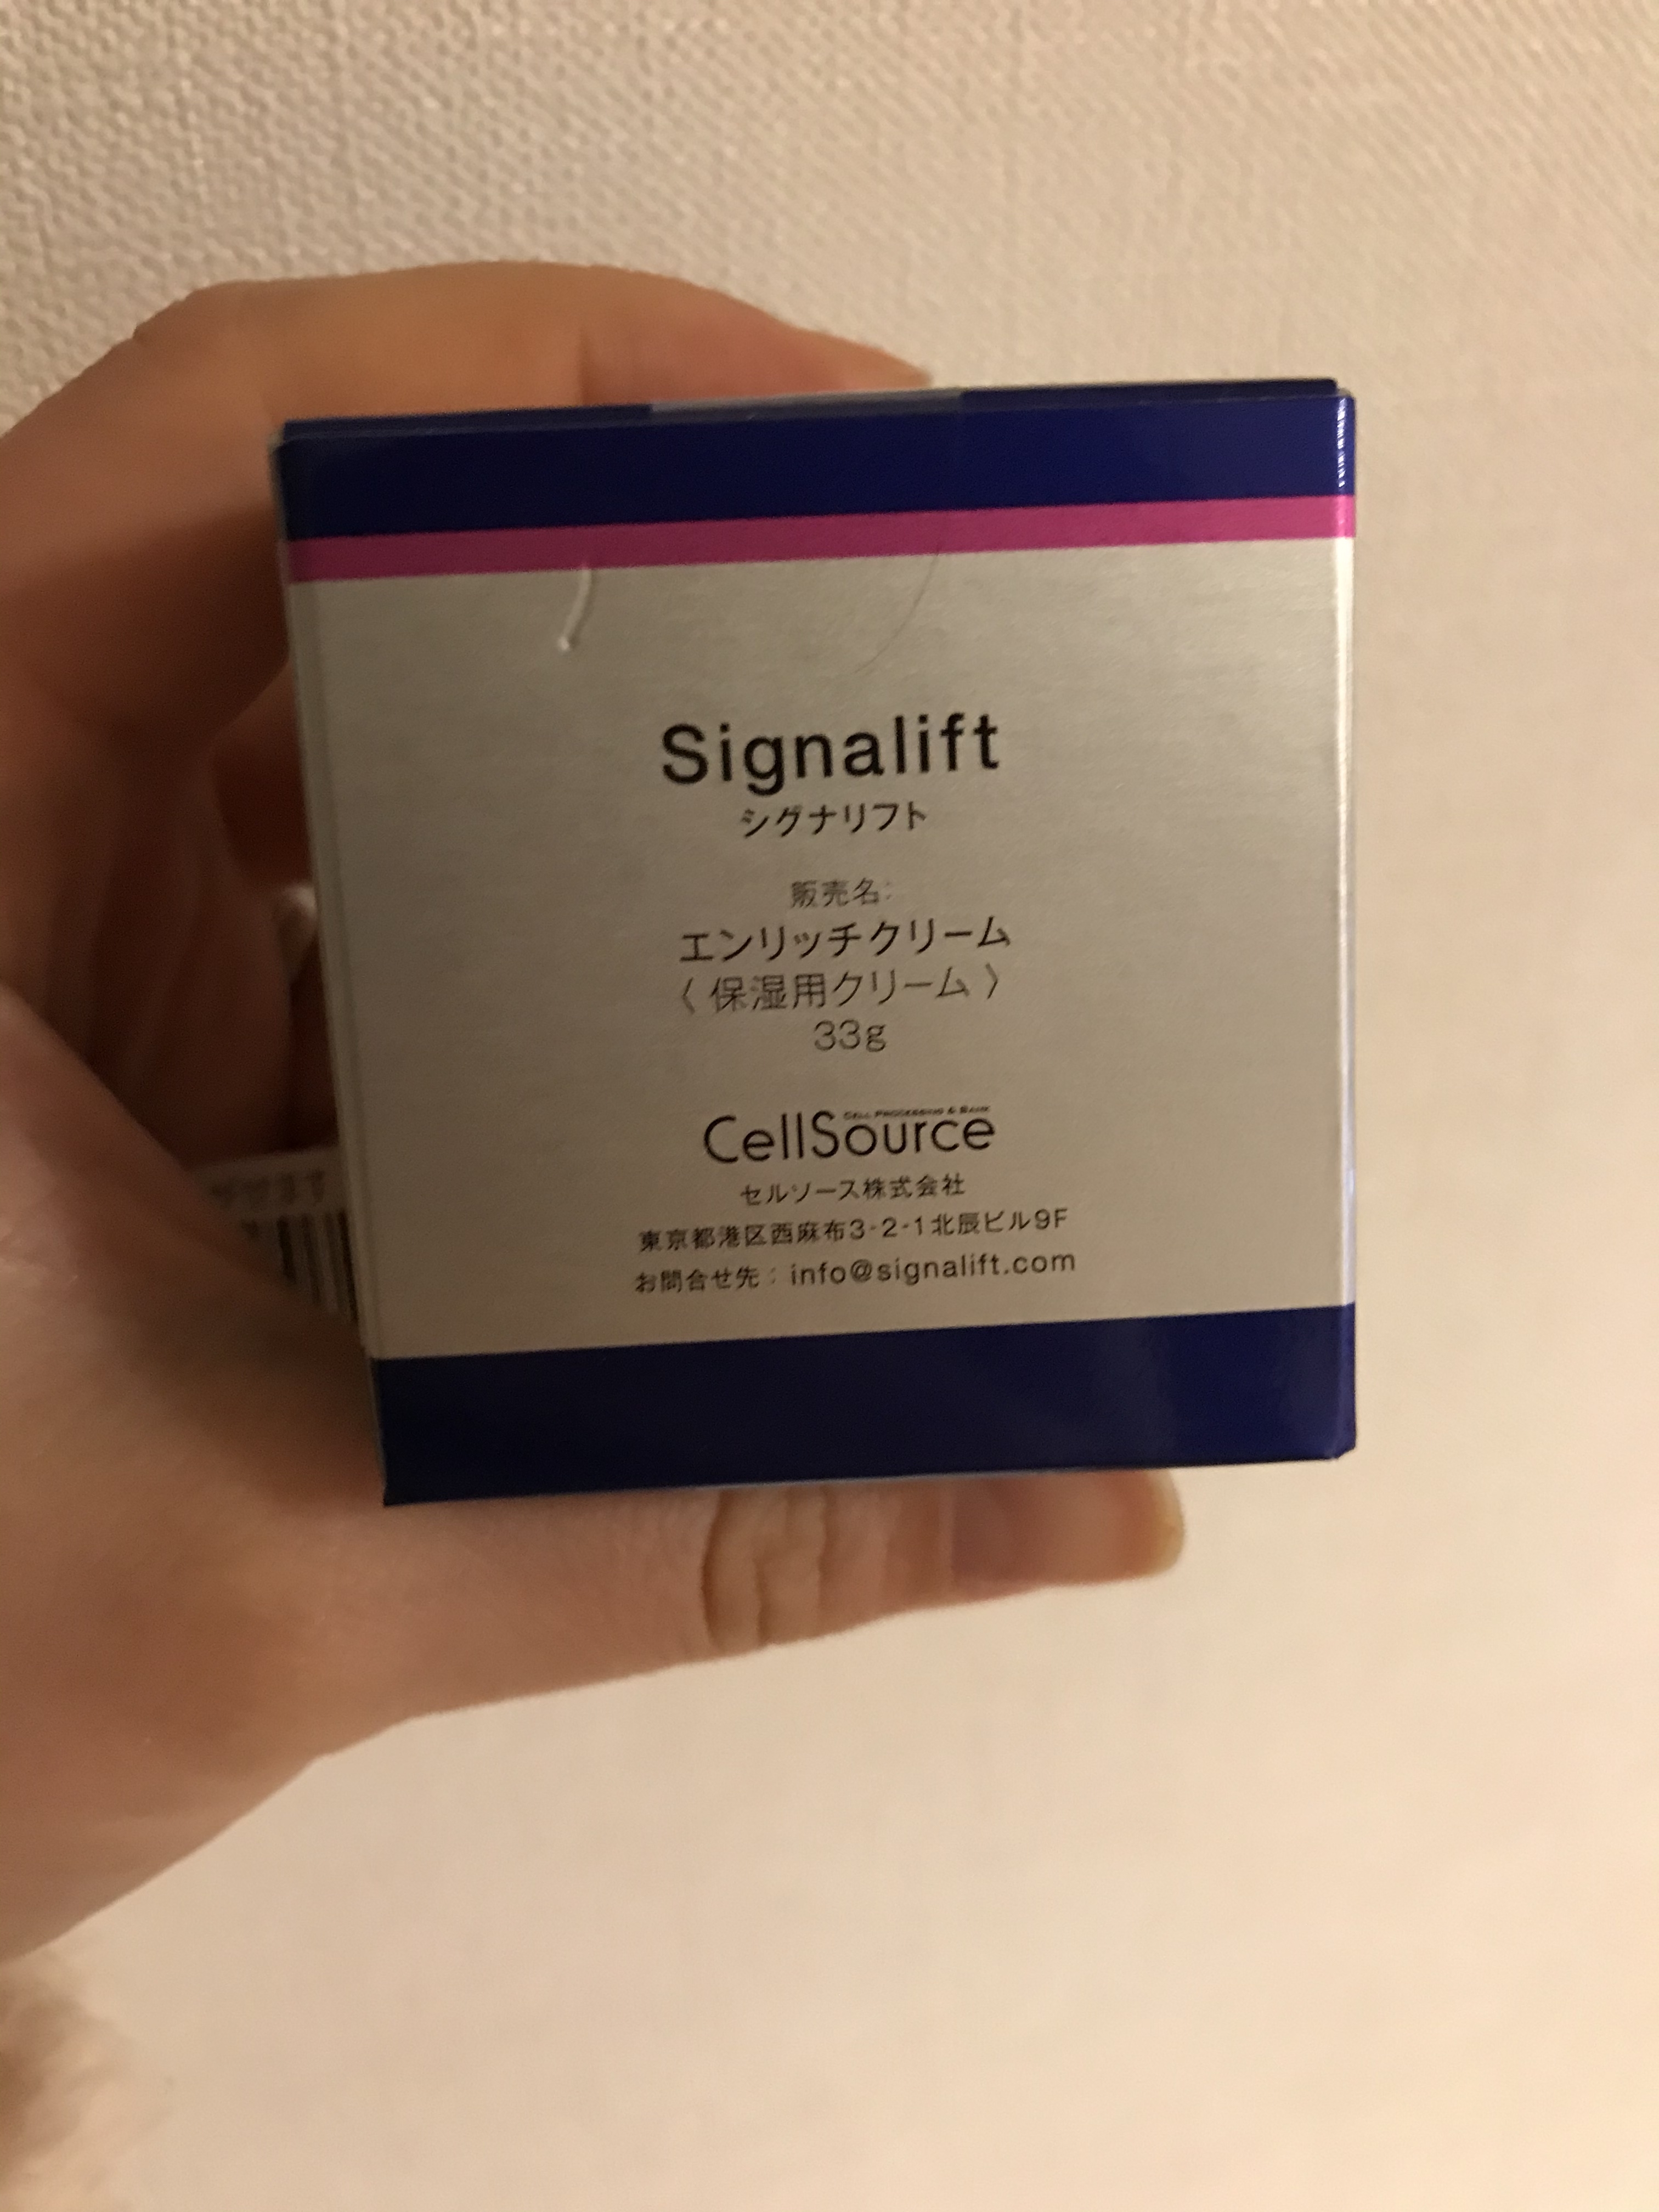 Signalift
シグナリフト
販売名:
エンリッチクリーム
〈 保湿用クリーム 〉
33g
CELL PROCESSING & BANK
CellSource
セルソース株式会社
東京都港区西麻布3-2-1北辰ビル9F
お問合せ先：info@signalift.com